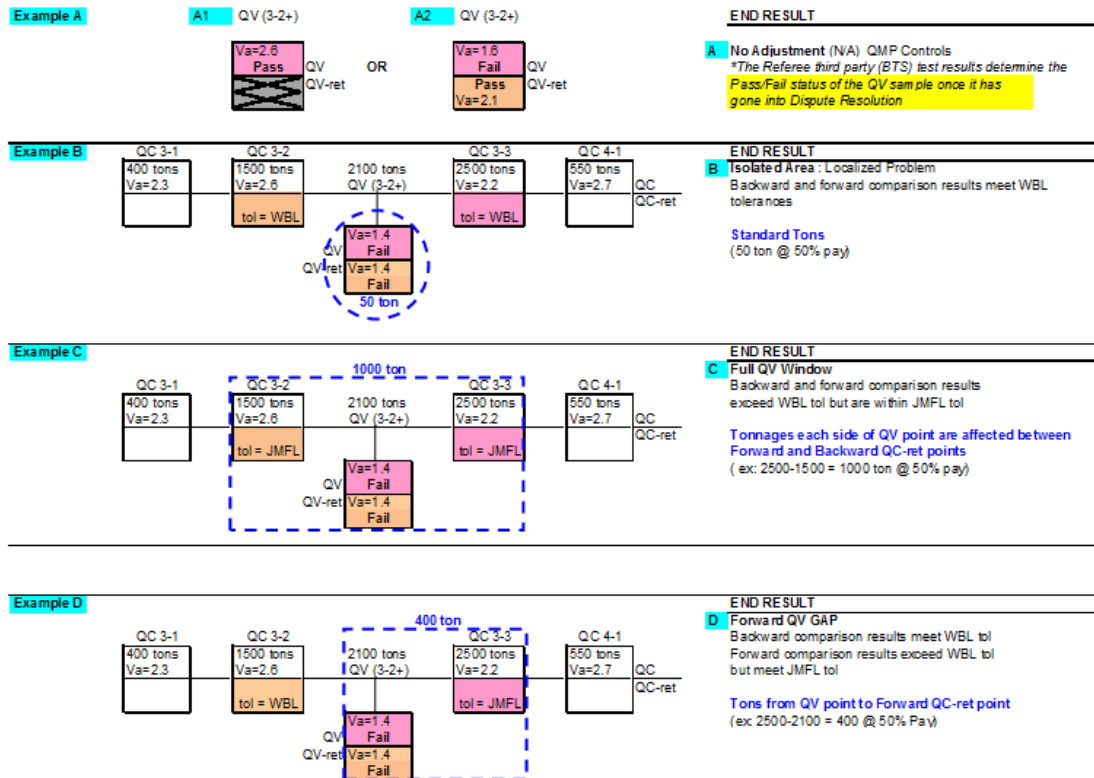 Example A A1 QV (3-2+) A2 QV (3-2+) END RESULT
Va=2.6 Va=1.6 A No Adjustment (N/A) QMP Controls
Pass QV OR Fail QV *The Referee third party (BTS) test results determine the
QV-ret Pass QV-ret Pass/Fail status of the QV sample once it has
Va=2.1 gone into Dispute Resolution
Example B QC 3-1 QC 3-2 QC 3-3 QC 4-1 END RESULT
400 tons 1500 tons 2100 tons 2500 tons 550 tons B Isolated Area : Localized Problem
Va=2.3 Va=2.6 QV (3-2+) Va=2.2 Va=2.7 QC Backward and forward comparison results meet WBL
QC-ret tolerances
tol = WBL tol = WBL
Va=1.4 Standard Tons
QV Fail (50 ton @ 50% pay)
QV-ret Va=1.4
Fail
50 ton
Example C END RESULT
1000 ton C Full QV Window
QC 3-1 QC 3-2 QC 3-3 QC 4-1 Backward and forward comparison results
400 tons 1500 tons 2100 tons 2500 tons 550 tons exceed WBL tol but are within JMFL tol
Va=2.3 Va=2.6 QV (3-2+) Va=2.2 Va=2.7 QC
QC-ret Tonnages each side of QV point are affected between
tol = JMFL tol = JMFL Forward and Backward QC-ret points
Va=1.4 ( ex: 2500-1500 = 1000 ton @ 50% pay)
QV Fail
QV-ret Va=1.4
Fail
Example D END RESULT
400 ton D Forward QV GAP
QC 3-1 QC 3-2 QC 3-3 QC 4-1 Backward comparison results meet WBL tol
400 tons 1500 tons 2100 tons 2500 tons 550 tons Forward comparison results exceed WBL tol
Va=2.3 Va=2.6 QV (3-2+) Va=2.2 Va=2.7 QC but meet JMFL tol
QC-ret
tol = WBL tol = JMFL Tons from QV point to Forward QC-ret point
Va=1.4 (ex: 2500-2100 = 400 @ 50% Pay)
QV Fail
QV-ret Va=1.4
Fail